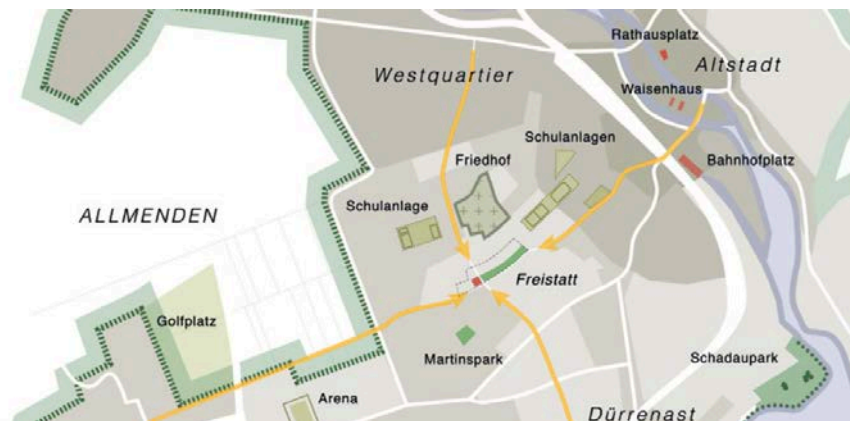 Rathausplatz
Altstadt
Westquartier
Waisenhaus
Schulanlagen
Friedhof
Bahnhofplatz
Schulanlage
ALLMENDEN
Freistatt
Golfplatz
Martinspark
Schadaupark
Arena
Dürrenast